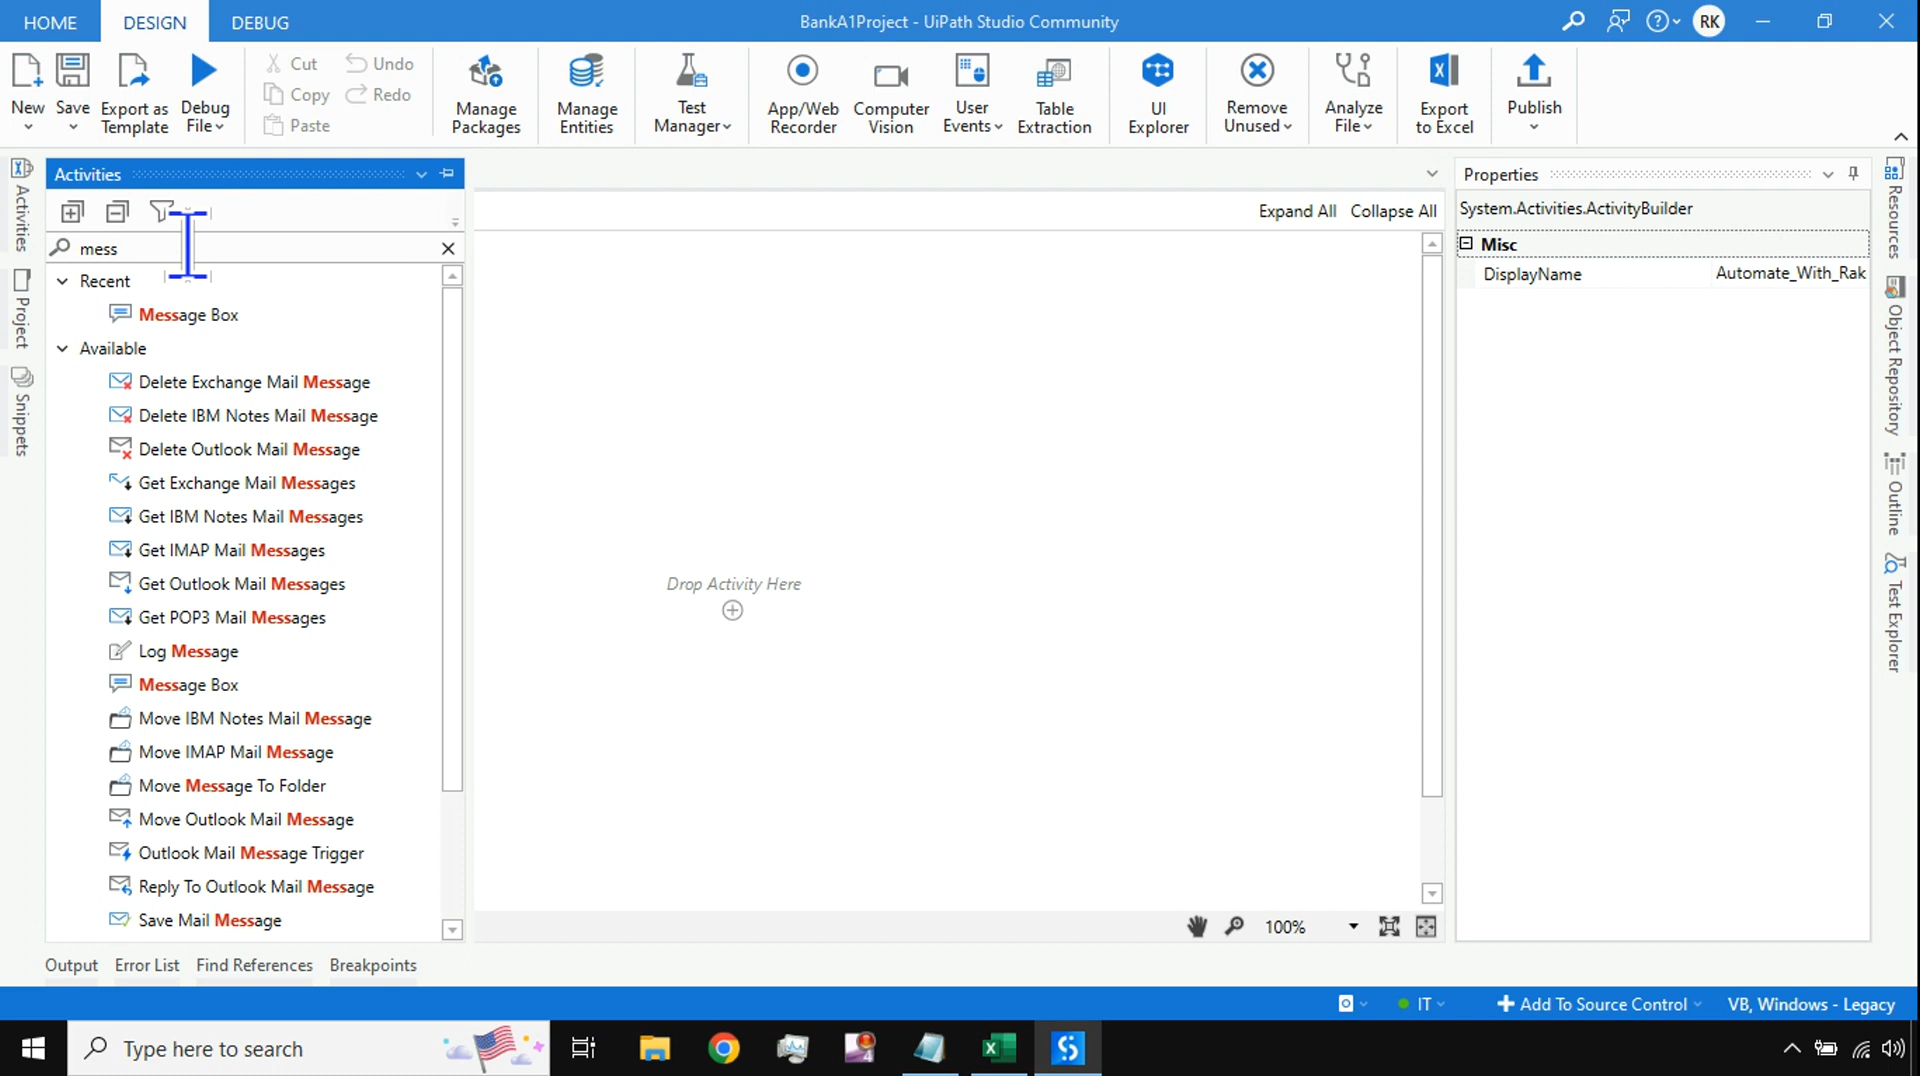 HOME DESIGN DEBUG BankA1Project - UiPath Studio Community RK
New Save Export as Template Debug File Cut Copy Paste Undo Redo Manage Packages Manage Entities Test Manager App/Web Recorder Computer Vision User Events Table Extraction UI Explorer Remove Unused Analyze File Export to Excel Publish
Activities
Project
Snippets
Activities
mess
Recent
Message Box
Available
Delete Exchange Mail Message
Delete IBM Notes Mail Message
Delete Outlook Mail Message
Get Exchange Mail Messages
Get IBM Notes Mail Messages
Get IMAP Mail Messages
Get Outlook Mail Messages
Get POP3 Mail Messages
Log Message
Message Box
Move IBM Notes Mail Message
Move IMAP Mail Message
Move Message To Folder
Move Outlook Mail Message
Outlook Mail Message Trigger
Reply To Outlook Mail Message
Save Mail Message
Expand All Collapse All
Drop Activity Here
100%
Properties
System.Activities.ActivityBuilder
Misc
DisplayName Automate_With_Rak
Resources
Object Repository
Outline
Test Explorer
Output Error List Find References Breakpoints
IT Add To Source Control VB, Windows - Legacy
Type here to search
4